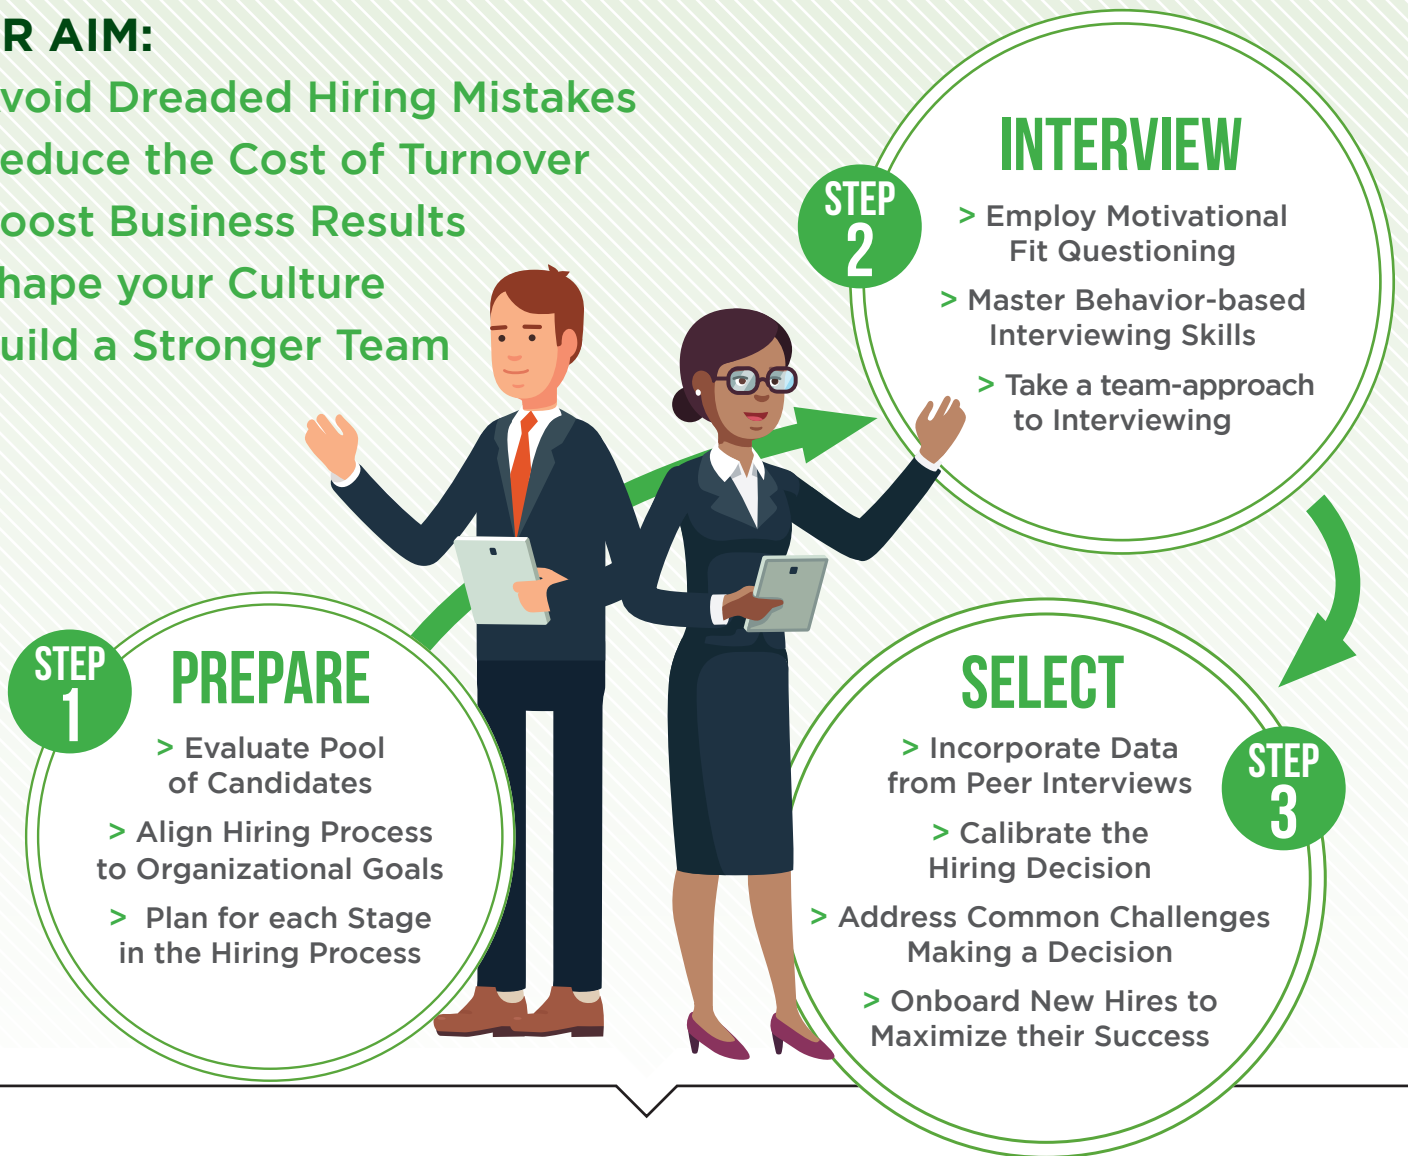 R AIM:
void Dreaded Hiring Mistakes
educe the Cost of Turnover
oost Business Results
hape your Culture
uild a Stronger Team
STEP
2
INTERVIEW
> Employ Motivational
Fit Questioning
> Master Behavior-based
Interviewing Skills
> Take a team-approach
to Interviewing
STEP
1
PREPARE
> Evaluate Pool
of Candidates
> Align Hiring Process
to Organizational Goals
> Plan for each Stage
in the Hiring Process
SELECT
STEP
3
> Incorporate Data
from Peer Interviews
> Calibrate the
Hiring Decision
> Address Common Challenges
Making a Decision
> Onboard New Hires to
Maximize their Success